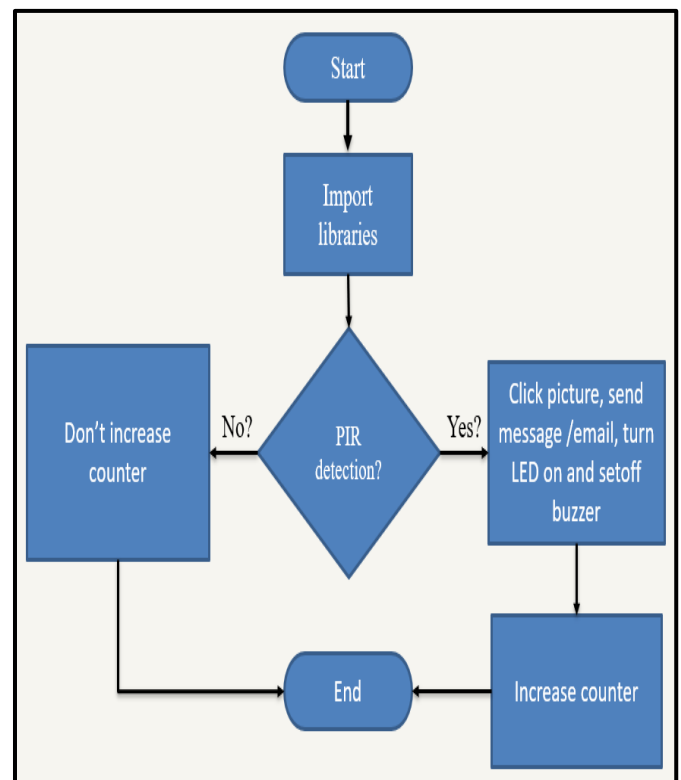 Start
Import
libraries
PIR
detection?
No?
Yes?
Don't increase
counter
Click picture, send
message /email, turn
LED on and setoff
buzzer
Increase counter
End